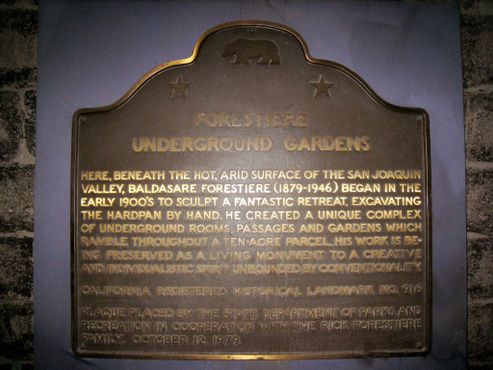 FORESTIERE
UNDERGROUND GARDENS
HERE, BENEATH THE HOT, ARID SURFACE OF THE SAN JOAQUIN
VALLEY, BALDASARE FORESTIERE (1879-1946) BEGAN IN THE
EARLY 1900'S TO SCULPT A FANTASTIC RETREAT. EXCAVATING
THE HARDPAN BY HAND, HE CREATED A UNIQUE COMPLEX
OF UNDERGROUND ROOMS, PASSAGES AND GARDENS WHICH
RAMBLE THROUGHOUT A TEN-ACRE PARCEL. HIS WORK IS BE-
ING PRESERVED AS A LIVING MONUMENT TO A CREATIVE
AND INDIVIDUALISTIC SPIRIT UNBOUNDED BY CONVENTIONALITY.
CALIFORNIA REGISTERED HISTORICAL LANDMARK NO. 916
PLAQUE PLACED BY THE STATE DEPARTMENT OF PARKS AND
RECREATION IN COOPERATION WITH THE RICK FORESTIERE
FAMILY. OCTOBER 12, 1979.